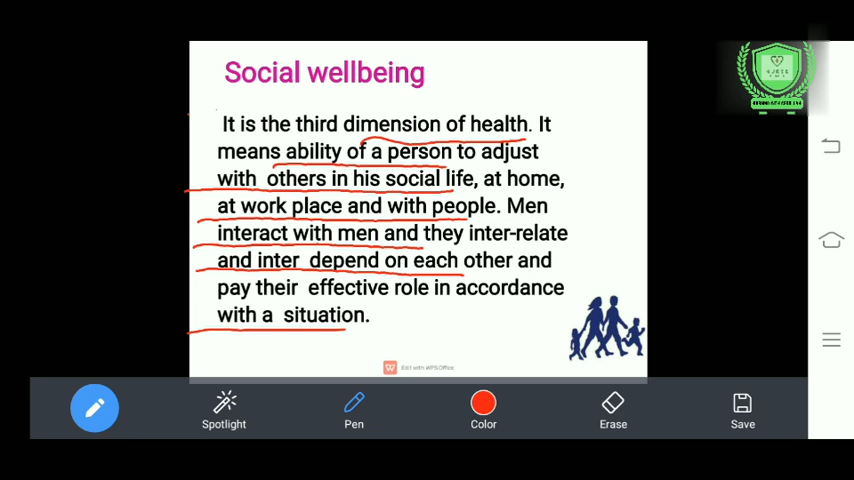 Social wellbeing
It is the third dimension of health. It
means ability of a person to adjust
with others in his social life, at home,
at work place and with people. Men
interact with men and they inter-relate
and inter depend on each other and
pay their effective role in accordance
with a situation.
Edit with WPS Office
Spotlight
Pen
Color
Erase
Save